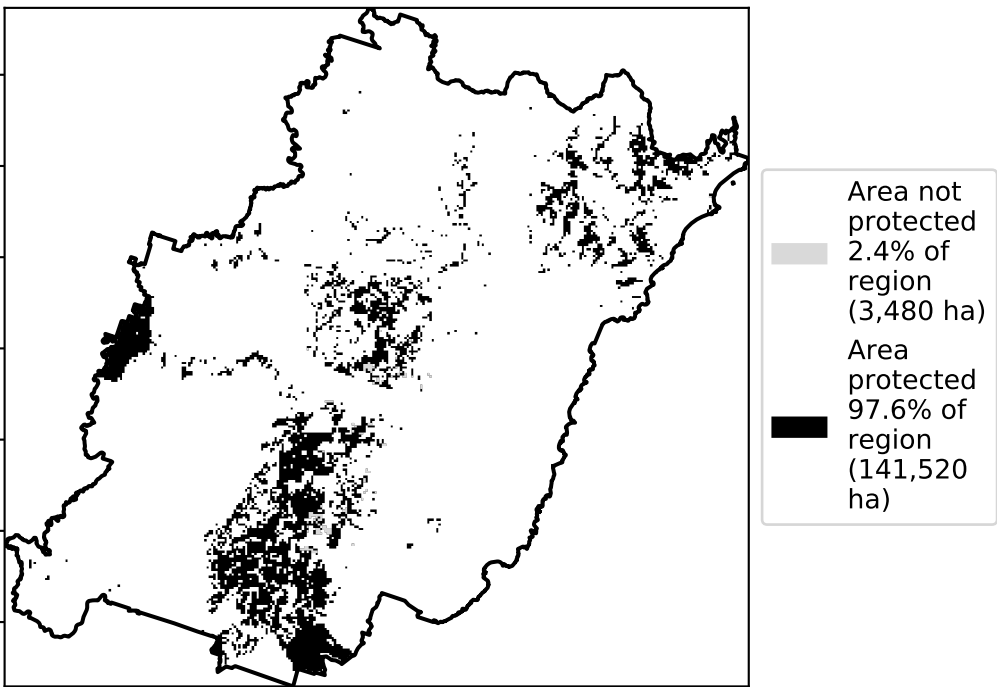 Area not
protected
2.4% of
region
(3,480 ha)
Area
protected
97.6% of
region
(141,520
ha)